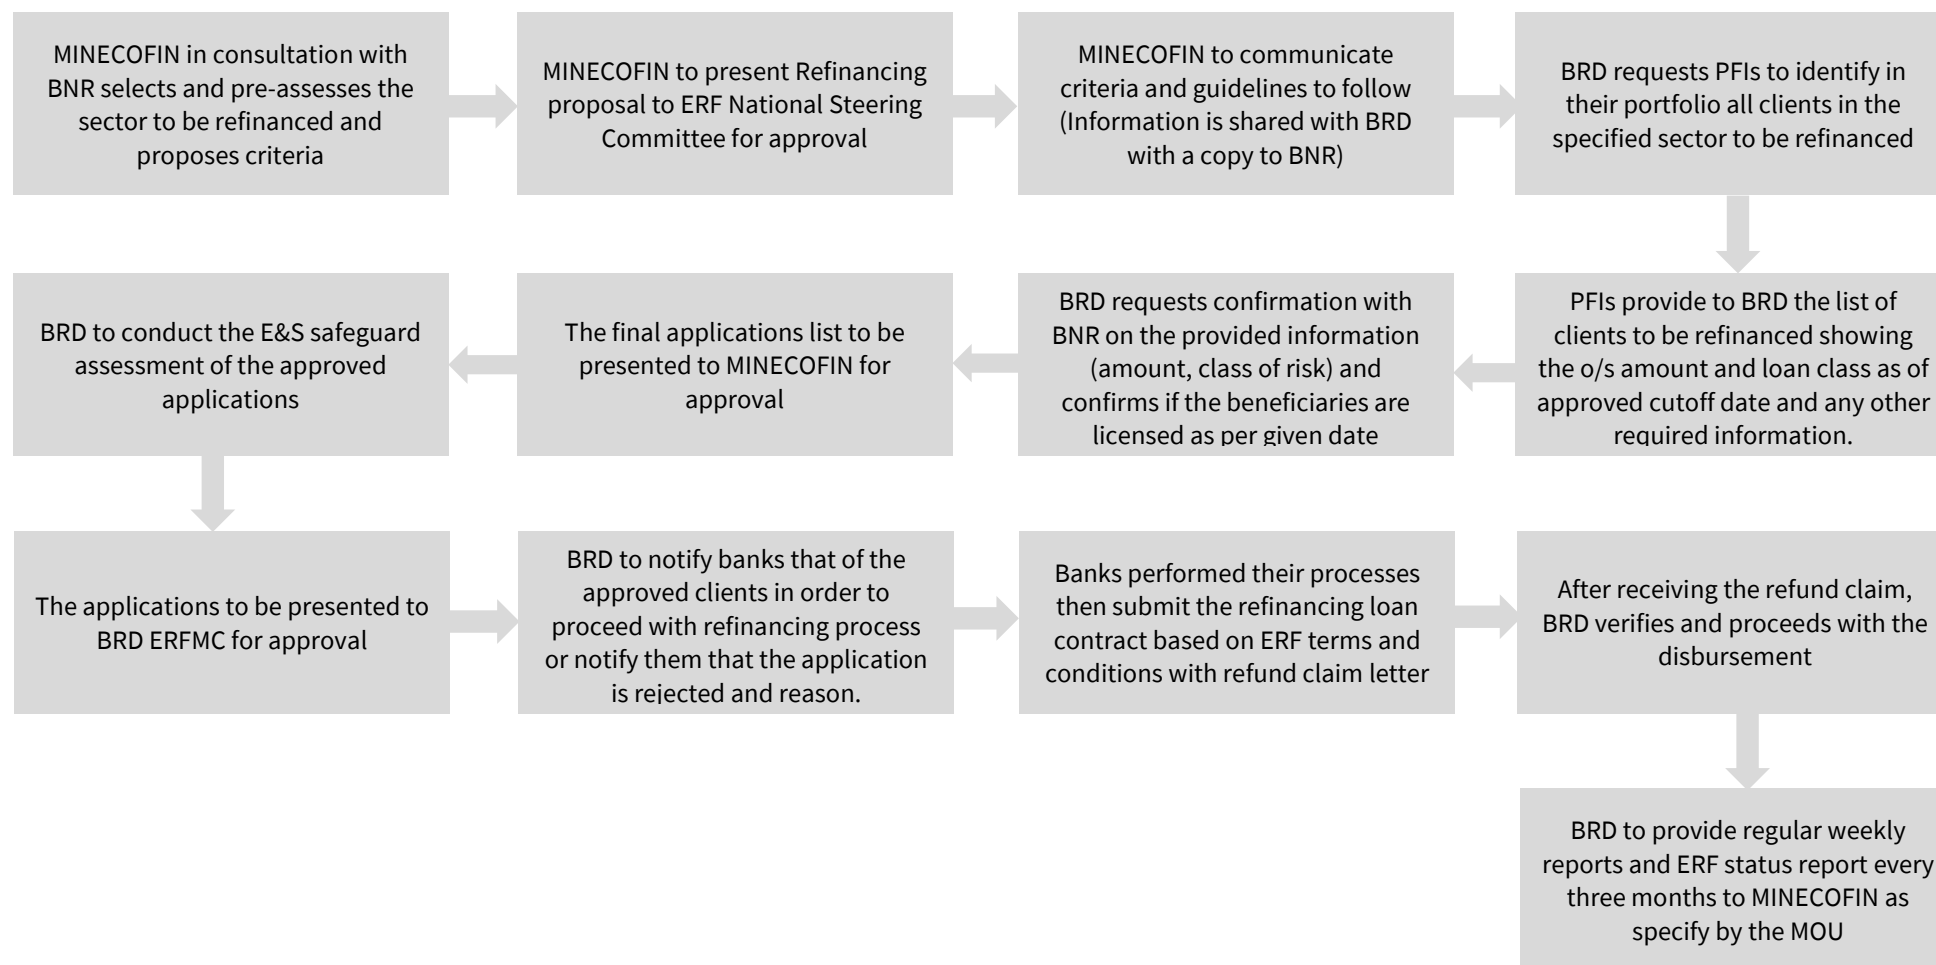 MINECOFIN in consultation with
BNR selects and pre-assesses the
sector to be refinanced and
proposes criteria
MINECOFIN to present Refinancing
proposal to ERF National Steering
Committee for approval
MINECOFIN to communicate
criteria and guidelines to follow
(Information is shared with BRD
with a copy to BNR)
BRD requests PFIs to identify in
their portfolio all clients in the
specified sector to be refinanced
PFIs provide to BRD the list of
clients to be refinanced showing
the o/s amount and loan class as of
approved cutoff date and any other
required information.
BRD requests confirmation with
BNR on the provided information
(amount, class of risk) and
confirms if the beneficiaries are
licensed as per given date
The final applications list to be
presented to MINECOFIN for
approval
BRD to conduct the E&S safeguard
assessment of the approved
applications
The applications to be presented to
BRD ERFMC for approval
BRD to notify banks that of the
approved clients in order to
proceed with refinancing process
or notify them that the application
is rejected and reason.
Banks performed their processes
then submit the refinancing loan
contract based on ERF terms and
conditions with refund claim letter
After receiving the refund claim,
BRD verifies and proceeds with the
disbursement
BRD to provide regular weekly
reports and ERF status report every
three months to MINECOFIN as
specify by the MOU